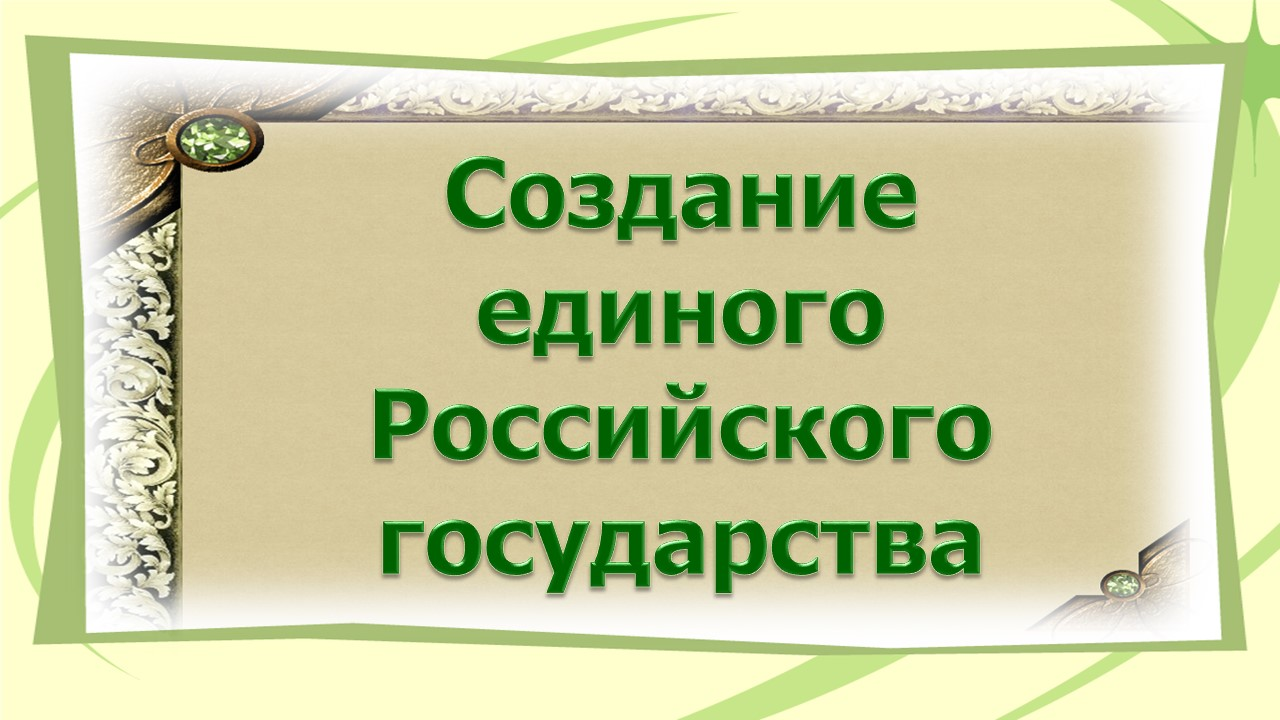 Создание
единого
Российского
государства